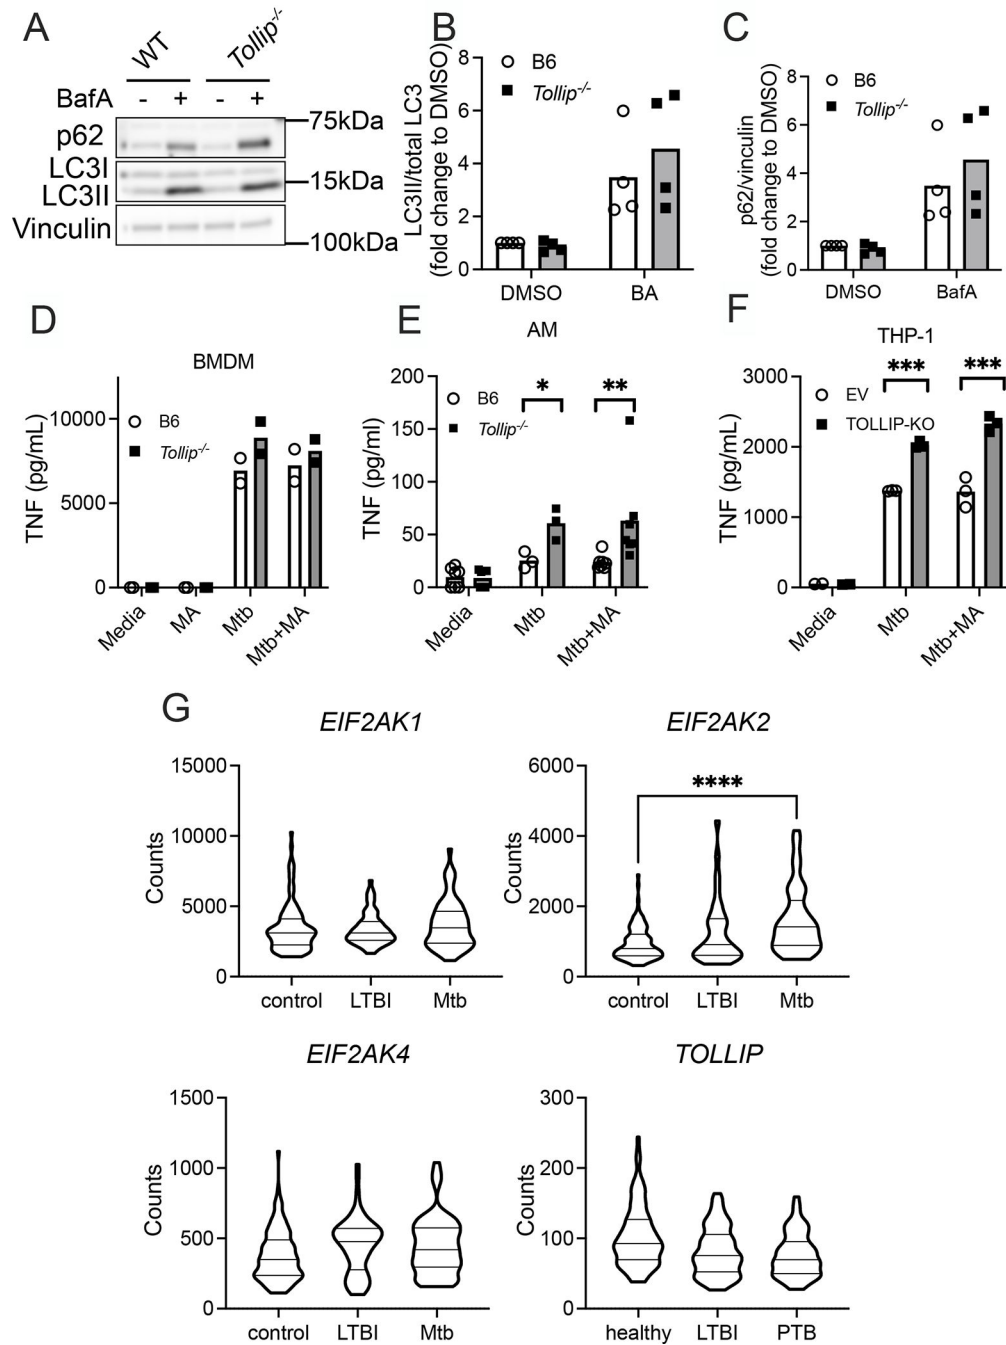 A
WT
Tollip-/-
BafA - + - +
75kDa
p62
LC3I
LC3II
15kDa
Vinculin
100kDa
B
LC3II/total LC3
(fold change to DMSO)
8
6
4
2
0
B6
Tollip-/-
DMSO
BA
C
p62/vinculin
(fold change to DMSO)
8
6
4
2
0
B6
Tollip-/-
DMSO
BafA
D
BMDM
TNF (pg/mL)
10000
5000
0
B6
Tollip-/-
Media
MA
Mtb
Mtb+MA
E
AM
TNF (pg/ml)
200
150
100
50
0
B6
Tollip-/-
*
**
Media
Mtb
Mtb+MA
F
THP-1
TNF (pg/mL)
3000
2000
1000
0
EV
TOLLIP-KO
***
***
Media
Mtb
Mtb+MA
G
EIF2AK1
Counts
15000
10000
5000
0
control
LTBI
Mtb
EIF2AK2
Counts
6000
4000
2000
0
****
control
LTBI
Mtb
EIF2AK4
Counts
1500
1000
500
0
control
LTBI
Mtb
TOLLIP
Counts
300
200
100
0
healthy
LTBI
PTB